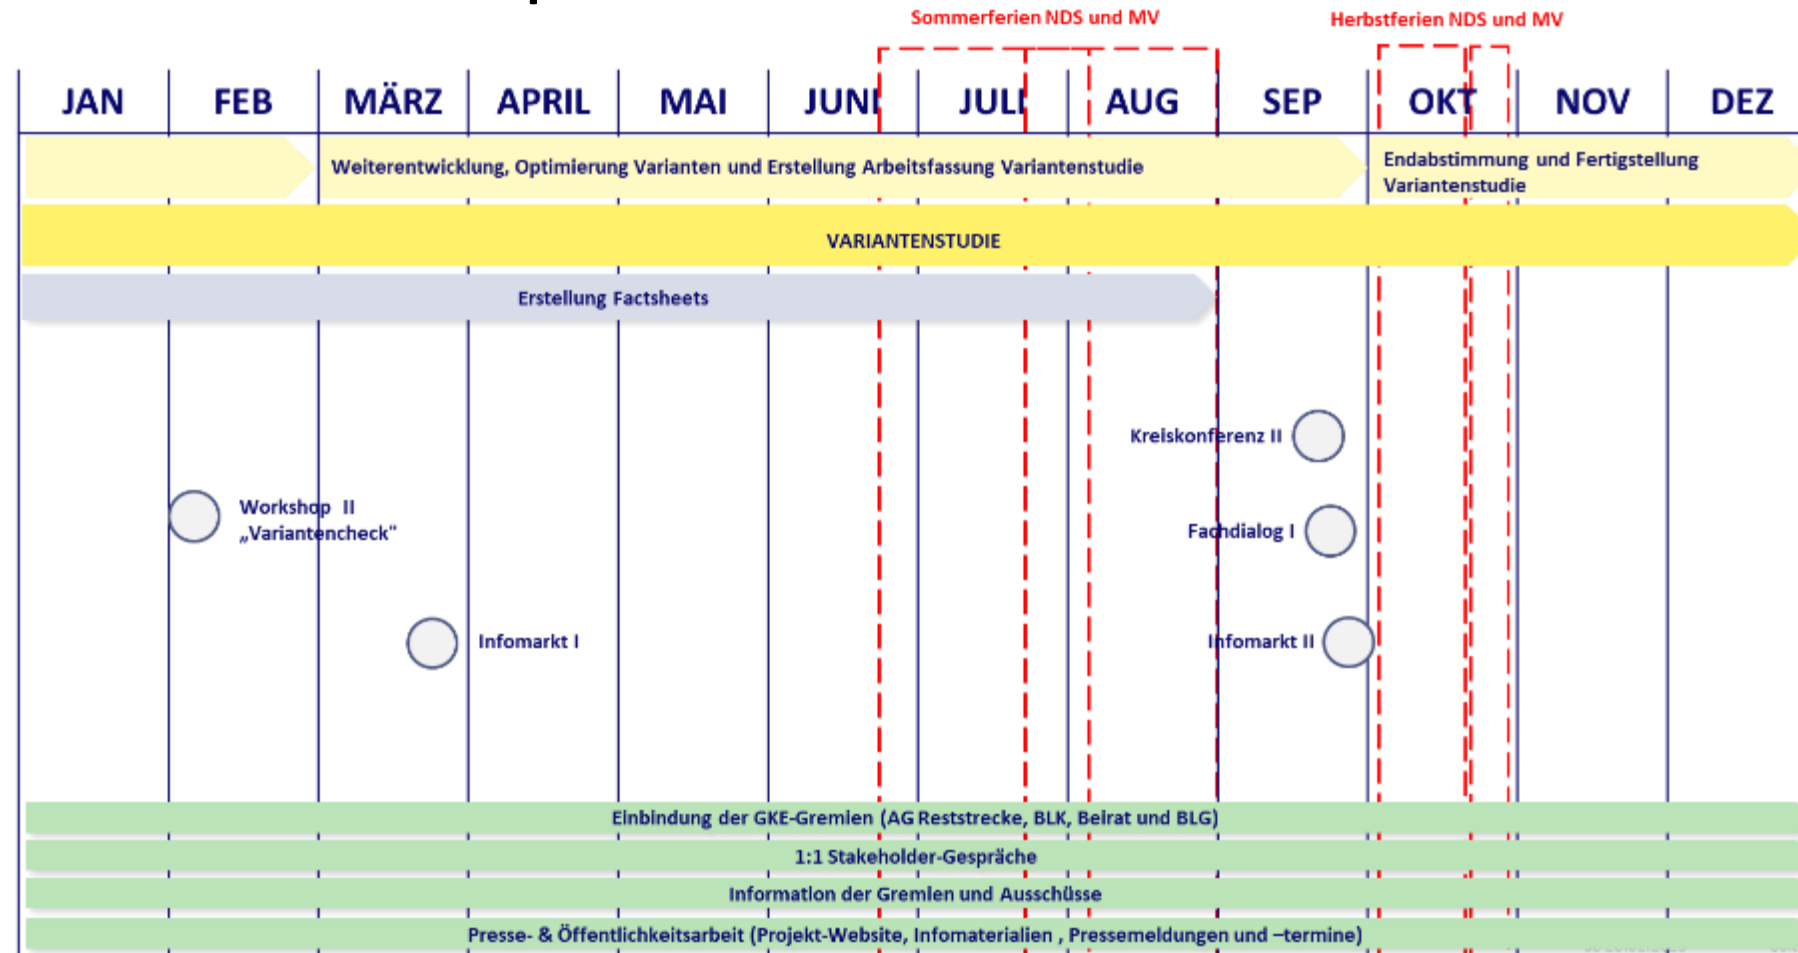 Sommerferien NDS und MV
Herbstferien NDS und MV
JAN
FEB
MÄRZ
APRIL
MAI
JUNI
JULI
AUG
SEP
OKT
NOV
DEZ
Weiterentwicklung, Optimierung Varianten und Erstellung Arbeitsfassung Variantenstudie
Endabstimmung und Fertigstellung
Variantenstudie
VARIANTENSTUDIE
Erstellung Factsheets
Kreiskonferenz II
Workshop II
„Variantencheck“
Fachdialog I
Infomarkt I
Infomarkt II
Einbindung der GKE-Gremien (AG Reststrecke, BLK, Beirat und BLG)
1:1 Stakeholder-Gespräche
Information der Gremien und Ausschüsse
Presse- & Öffentlichkeitsarbeit (Projekt-Website, Infomaterialien , Pressemeldungen und –termine)